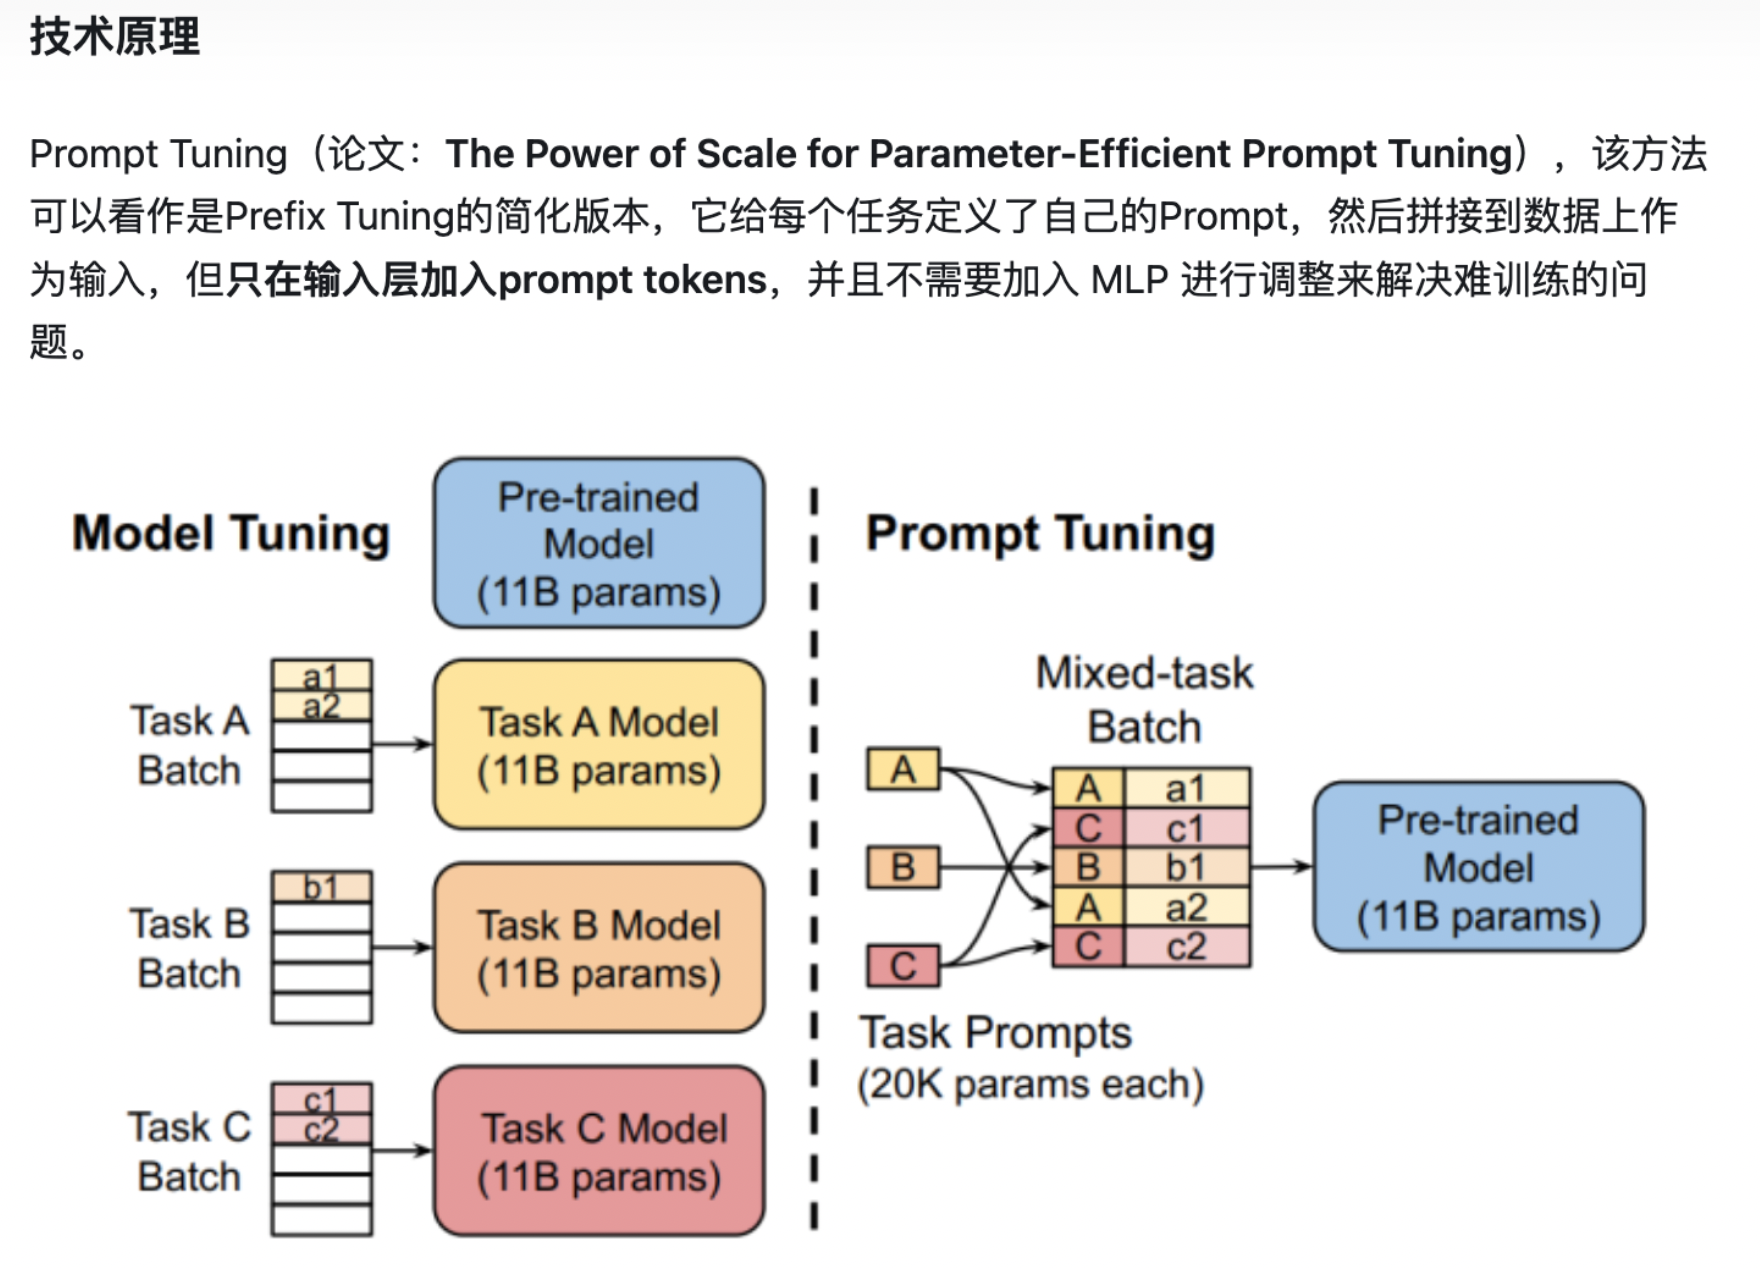 技术原理
Prompt Tuning（论文：The Power of Scale for Parameter-Efficient Prompt Tuning），该方法
可以看作是Prefix Tuning的简化版本，它给每个任务定义了自己的Prompt，然后拼接到数据上作
为输入，但只在输入层加入prompt tokens，并且不需要加入 MLP 进行调整来解决难训练的问
题。
Model Tuning
Pre-trained
Model
(11B params)
Task A
Batch
a1
a2
Task A Model
(11B params)
Task B
Batch
b1
Task B Model
(11B params)
Task C
Batch
c1
c2
Task C Model
(11B params)
Prompt Tuning
Mixed-task
Batch
A
B
C
A a1
C c1
B b1
A a2
C c2
Pre-trained
Model
(11B params)
Task Prompts
(20K params each)